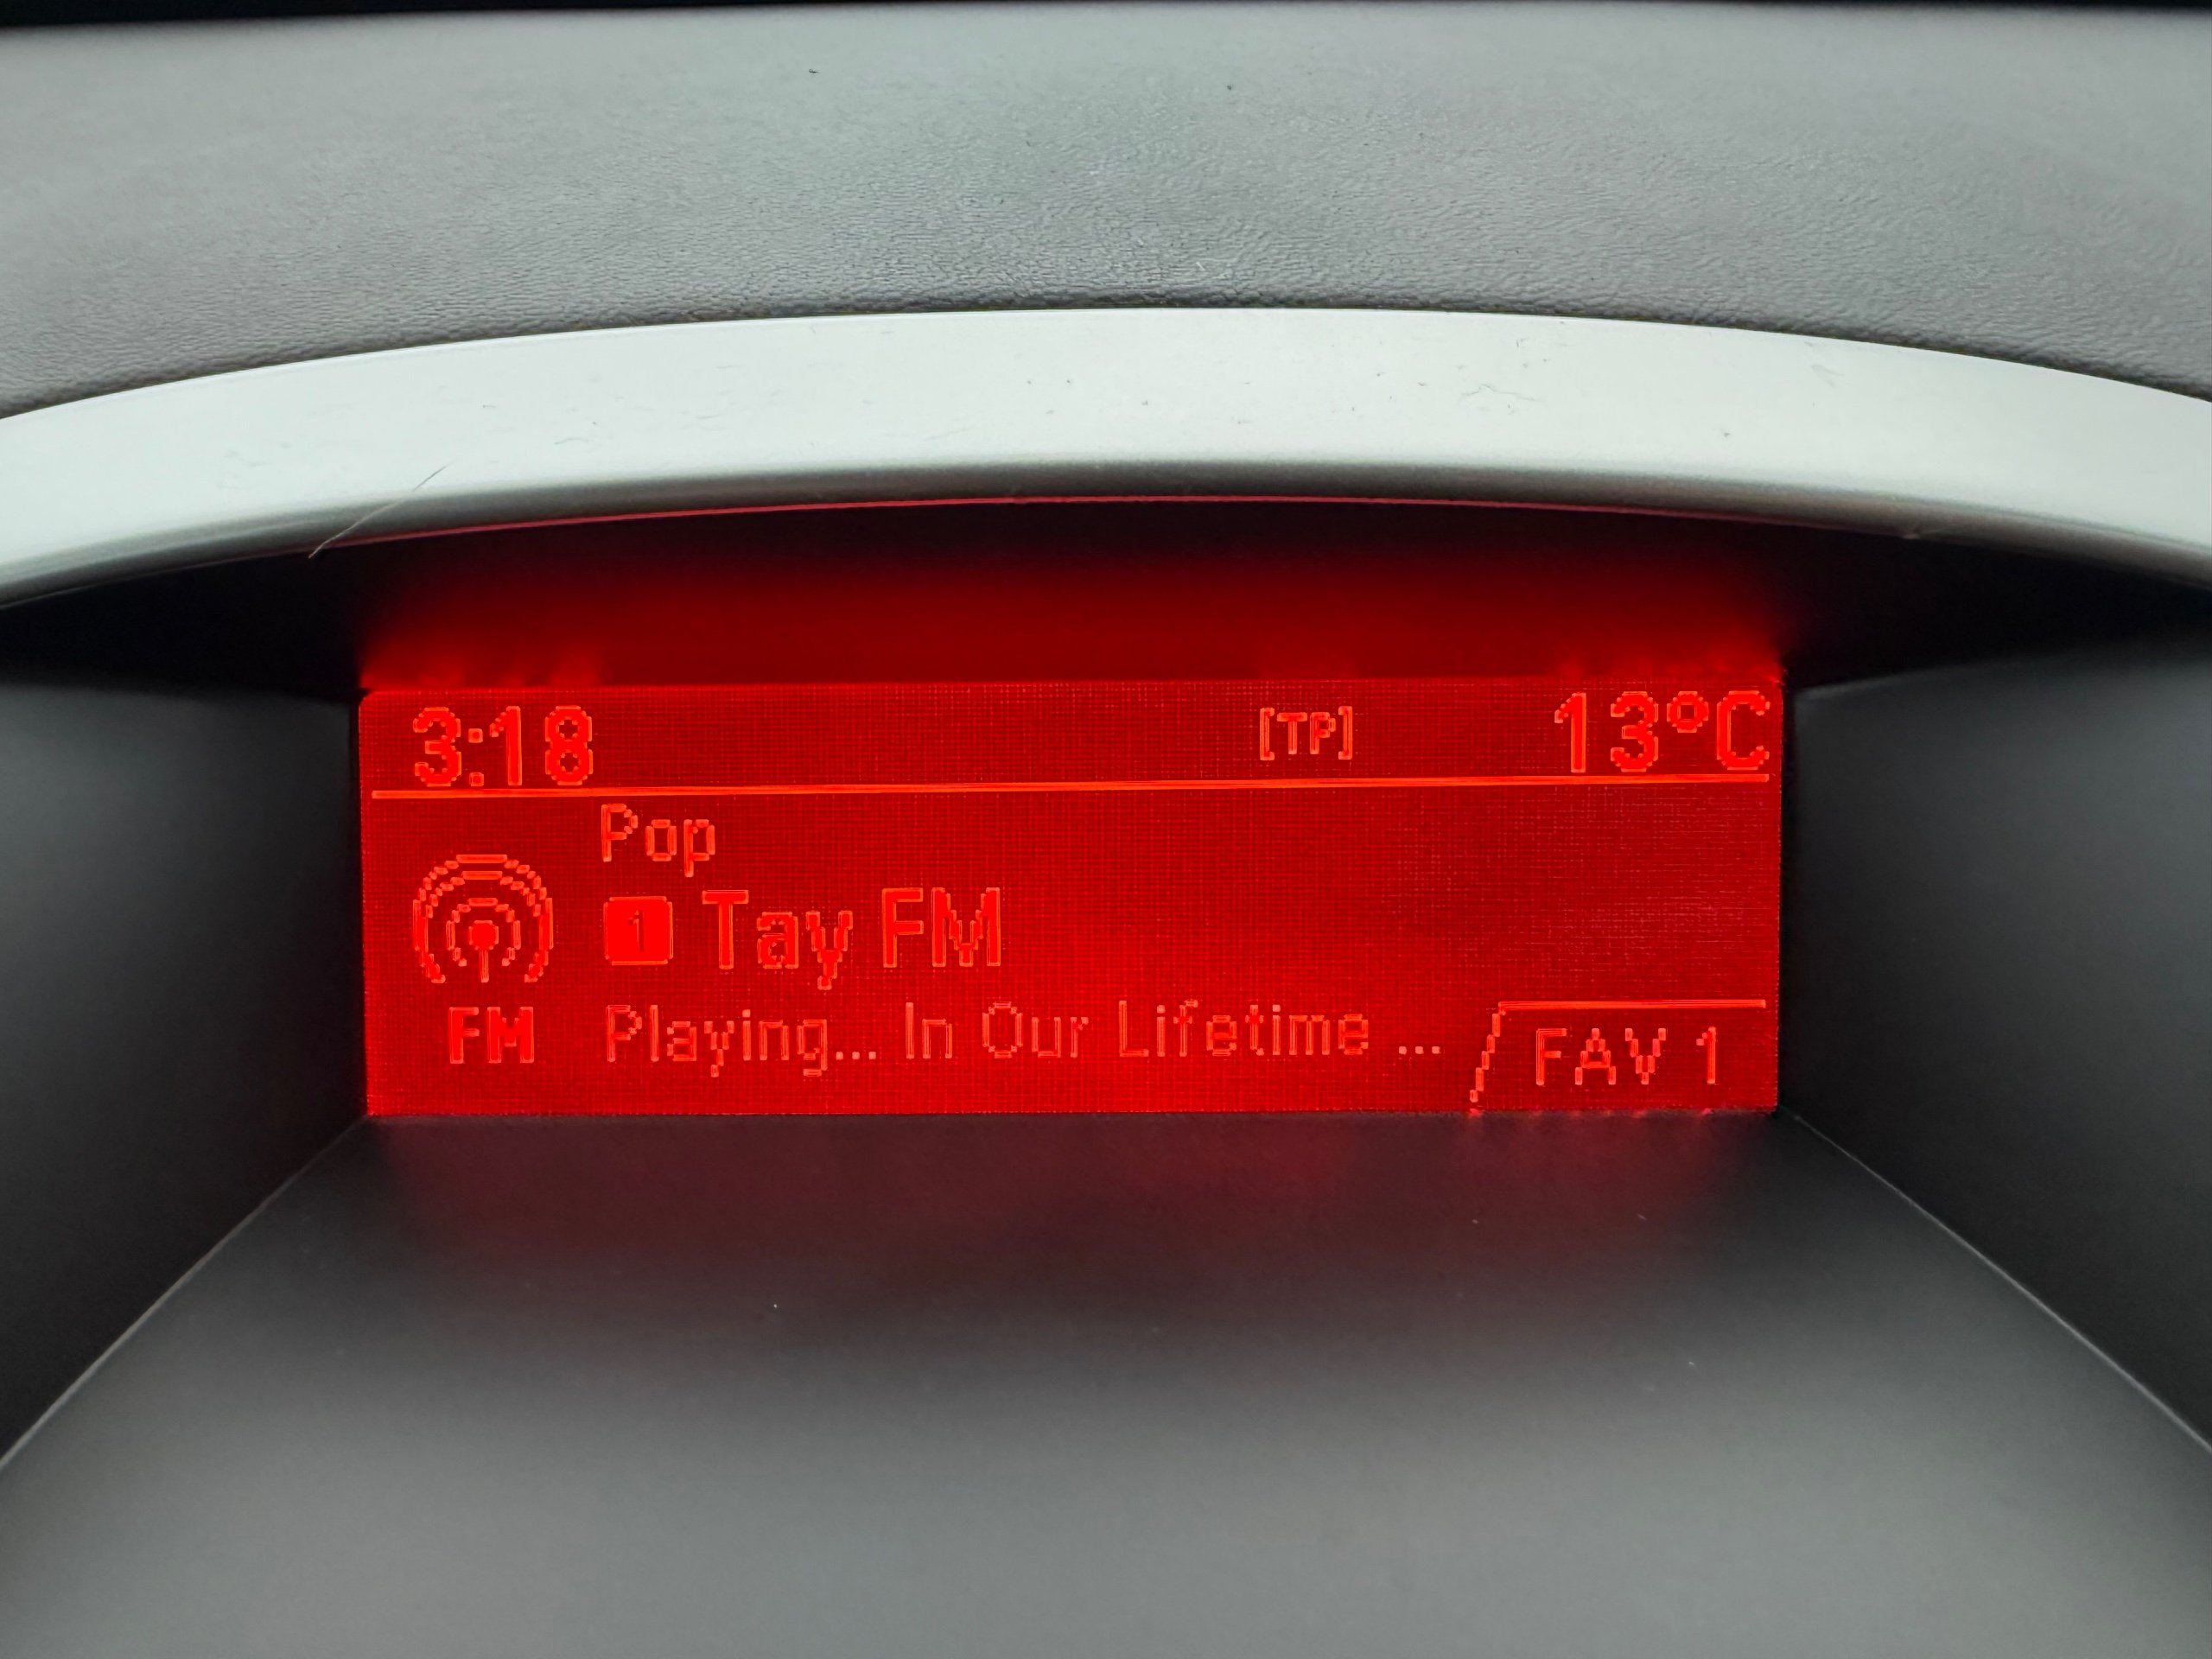 3:18 [TP] 13°C
Pop
1 Tay FM
FM Playing... In Our Lifetime ... FAV 1